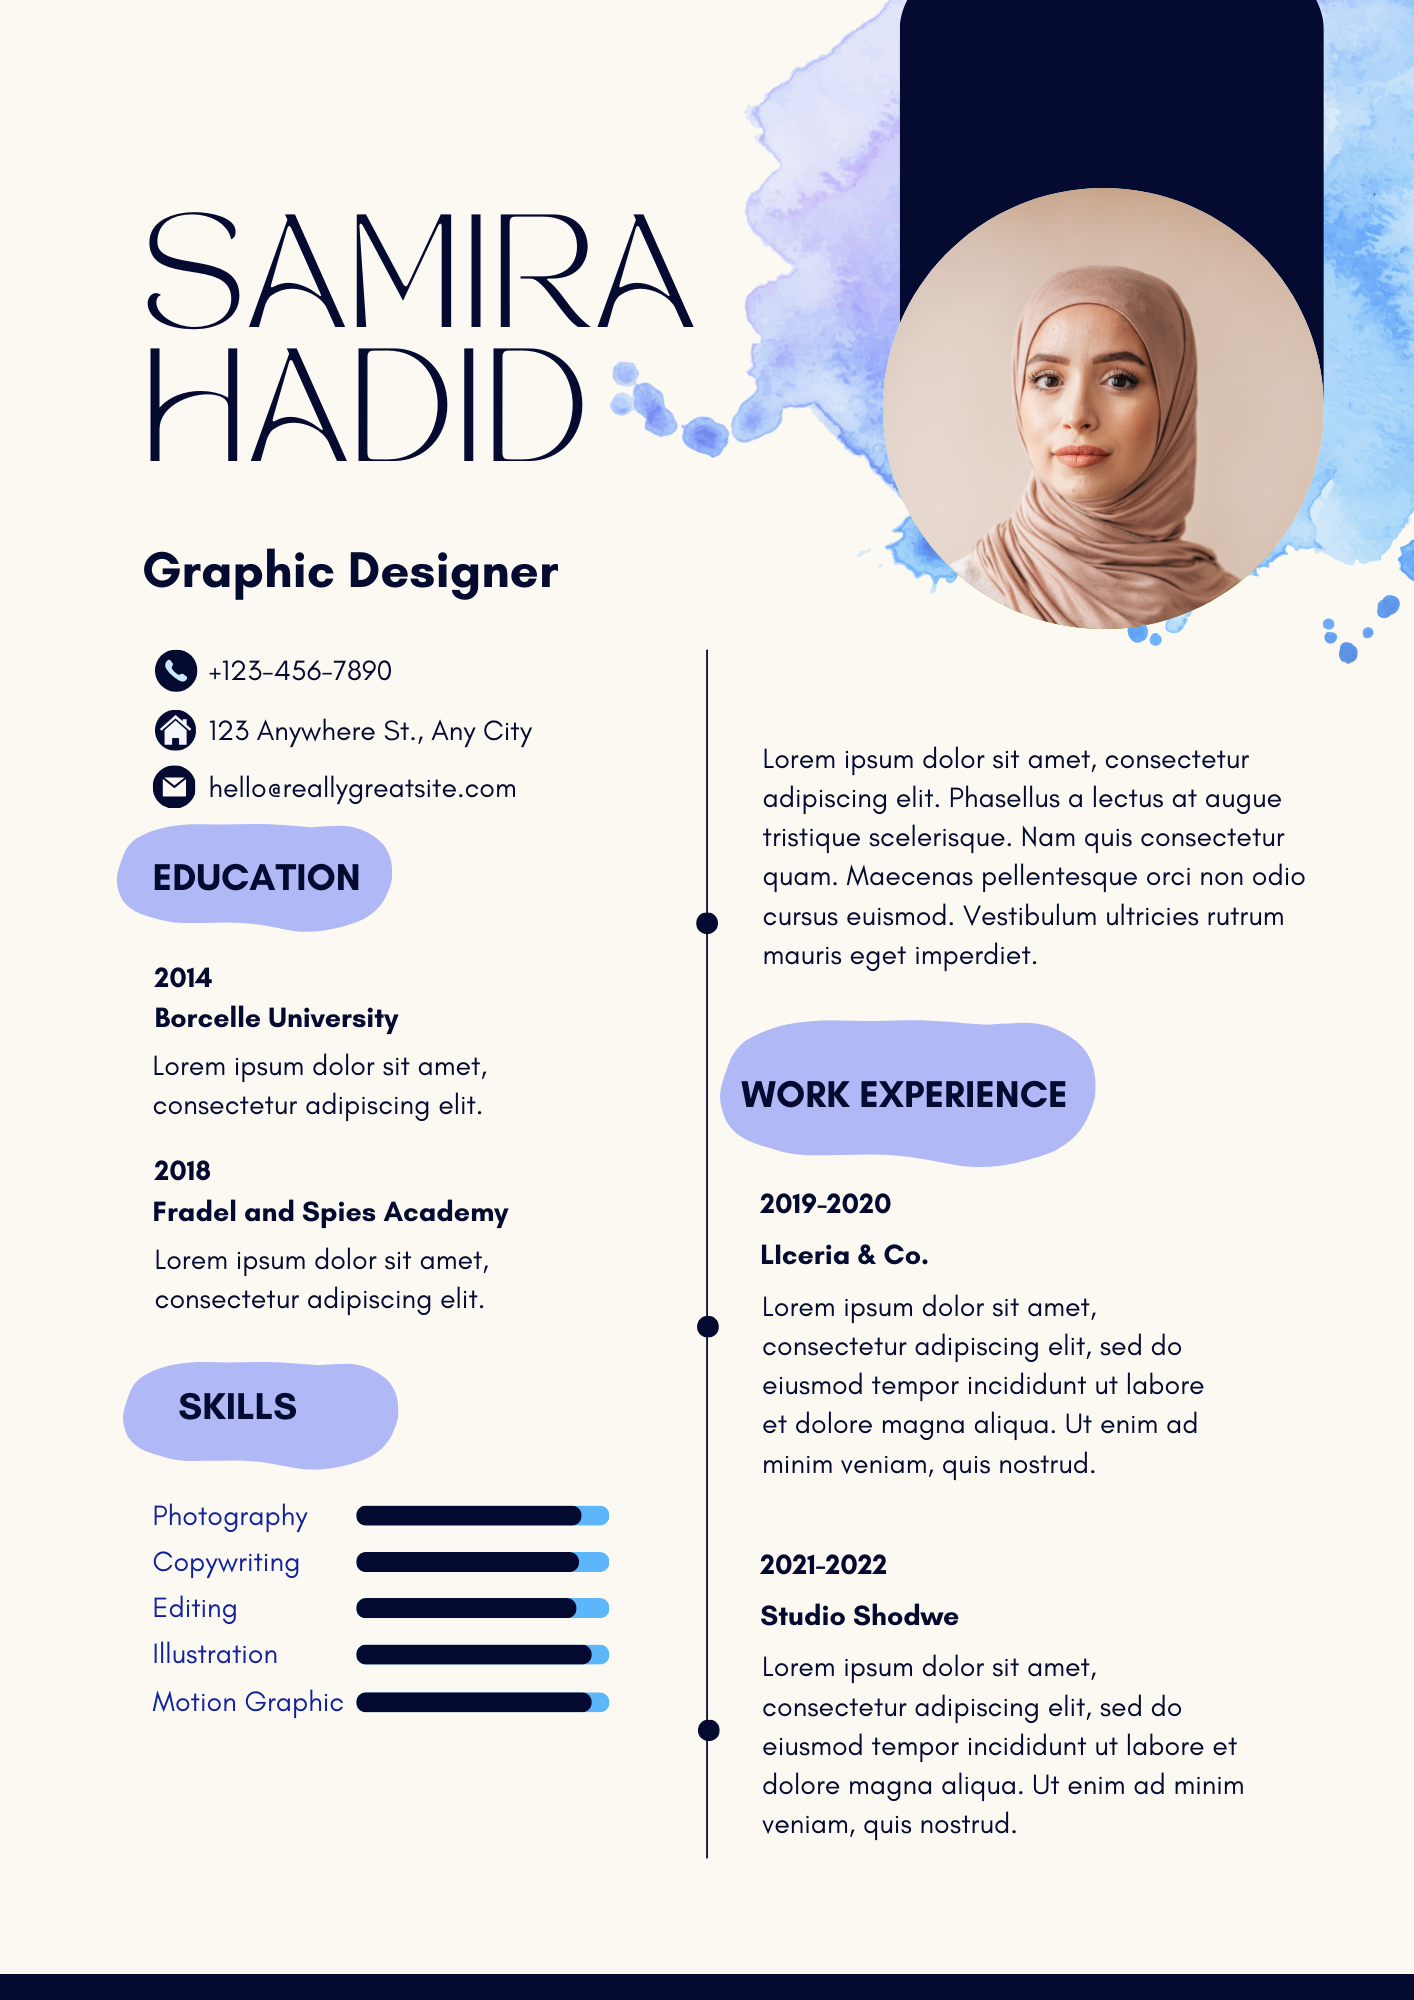 SAMIRA
HADID
Graphic Designer
+123-456-7890
123 Anywhere St., Any City
hello@reallygreatsite.com
EDUCATION
2014
Borcelle University
Lorem ipsum dolor sit amet,
consectetur adipiscing elit.
2018
Fradel and Spies Academy
Lorem ipsum dolor sit amet,
consectetur adipiscing elit.
SKILLS
Photography
Copywriting
Editing
Illustration
Motion Graphic
Lorem ipsum dolor sit amet, consectetur
adipiscing elit. Phasellus a lectus at augue
tristique scelerisque. Nam quis consectetur
quam. Maecenas pellentesque orci non odio
cursus euismod. Vestibulum ultricies rutrum
mauris eget imperdiet.
WORK EXPERIENCE
2019-2020
LIceria & Co.
Lorem ipsum dolor sit amet,
consectetur adipiscing elit, sed do
eiusmod tempor incididunt ut labore
et dolore magna aliqua. Ut enim ad
minim veniam, quis nostrud.
2021-2022
Studio Shodwe
Lorem ipsum dolor sit amet,
consectetur adipiscing elit, sed do
eiusmod tempor incididunt ut labore et
dolore magna aliqua. Ut enim ad minim
veniam, quis nostrud.